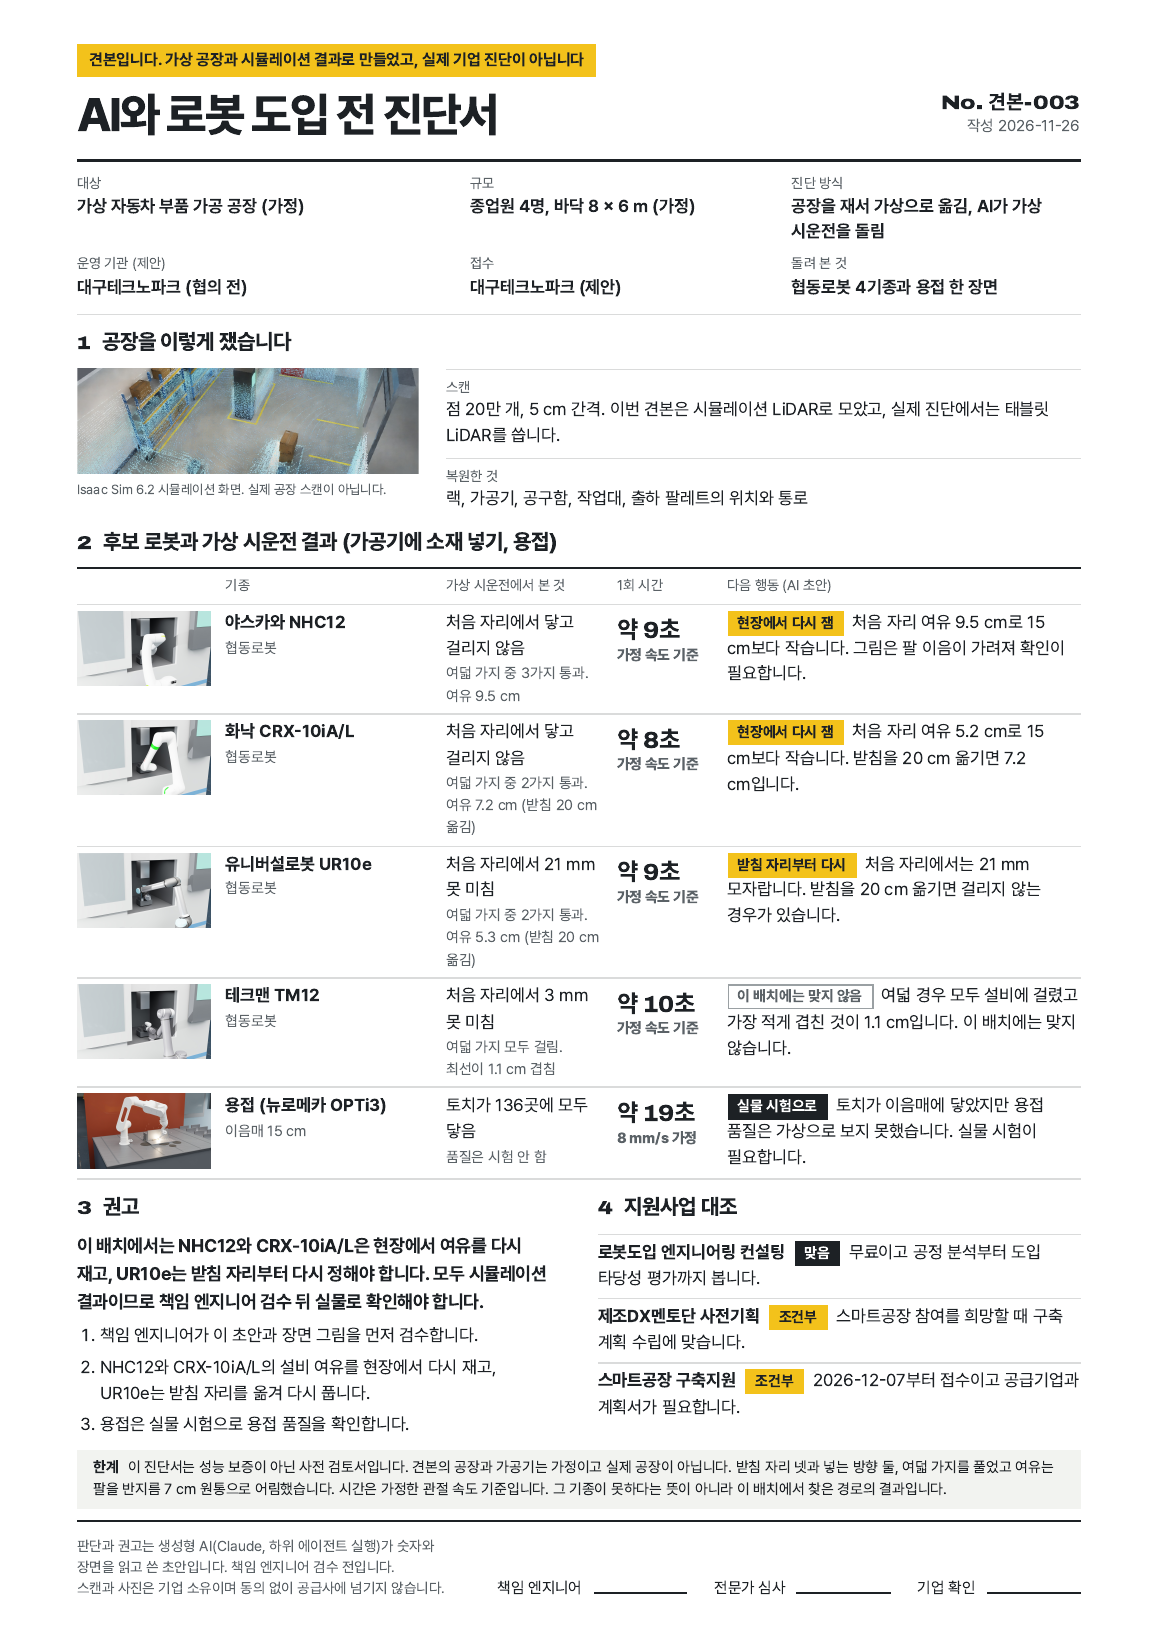 견본입니다. 가상 공장과 시뮬레이션 결과로 만들었고, 실제 기업 진단이 아닙니다
AI와 로봇 도입 전 진단서
No. 견본-003
작성 2026-11-26
대상
가상 자동차 부품 가공 공장 (가정)
규모
종업원 4명, 바닥 8 × 6 m (가정)
진단 방식
공장을 재서 가상으로 옮김, AI가 가상
시운전을 돌림
운영 기관 (제안)
대구테크노파크 (협의 전)
접수
대구테크노파크 (제안)
돌려 본 것
협동로봇 4기종과 용접 한 장면
1 공장을 이렇게 쟀습니다
Isaac Sim 6.2 시뮬레이션 화면. 실제 공장 스캔이 아닙니다.
스캔
점 20만 개, 5 cm 간격. 이번 견본은 시뮬레이션 LiDAR로 모았고, 실제 진단에서는 태블릿
LiDAR를 씁니다.
복원한 것
랙, 가공기, 공구함, 작업대, 출하 팔레트의 위치와 통로
2 후보 로봇과 가상 시운전 결과 (가공기에 소재 넣기, 용접)
기종 가상 시운전에서 본 것 1회 시간 다음 행동 (AI 초안)
야스카와 NHC12
협동로봇
처음 자리에서 닿고
걸리지 않음
여덟 가지 중 3가지 통과.
여유 9.5 cm
약 9초
가정 속도 기준
현장에서 다시 잼 처음 자리 여유 9.5 cm로 15
cm보다 작습니다. 그림은 팔 이음이 가려져 확인이
필요합니다.
화낙 CRX-10iA/L
협동로봇
처음 자리에서 닿고
걸리지 않음
여덟 가지 중 2가지 통과.
여유 7.2 cm (받침 20 cm
옮김)
약 8초
가정 속도 기준
현장에서 다시 잼 처음 자리 여유 5.2 cm로 15
cm보다 작습니다. 받침을 20 cm 옮기면 7.2
cm입니다.
유니버설로봇 UR10e
협동로봇
처음 자리에서 21 mm
못 미침
여덟 가지 중 2가지 통과.
여유 5.3 cm (받침 20 cm
옮김)
약 9초
가정 속도 기준
받침 자리부터 다시 처음 자리에서는 21 mm
모자랍니다. 받침을 20 cm 옮기면 걸리지 않는
경우가 있습니다.
테크맨 TM12
협동로봇
처음 자리에서 3 mm
못 미침
여덟 가지 모두 걸림.
최선이 1.1 cm 겹침
약 10초
가정 속도 기준
이 배치에는 맞지 않음 여덟 경우 모두 설비에 걸렸고
가장 적게 겹친 것이 1.1 cm입니다. 이 배치에는 맞지
않습니다.
용접 (뉴로메카 OPTi3)
이음매 15 cm
토치가 136곳에 모두
닿음
품질은 시험 안 함
약 19초
8 mm/s 가정
실물 시험으로 토치가 이음매에 닿았지만 용접
품질은 가상으로 보지 못했습니다. 실물 시험이
필요합니다.
3 권고
이 배치에서는 NHC12와 CRX-10iA/L은 현장에서 여유를 다시
재고, UR10e는 받침 자리부터 다시 정해야 합니다. 모두 시뮬레이션
결과이므로 책임 엔지니어 검수 뒤 실물로 확인해야 합니다.
1. 책임 엔지니어가 이 초안과 장면 그림을 먼저 검수합니다.
2. NHC12와 CRX-10iA/L의 설비 여유를 현장에서 다시 재고,
UR10e는 받침 자리를 옮겨 다시 풉니다.
3. 용접은 실물 시험으로 용접 품질을 확인합니다.
4 지원사업 대조
로봇도입 엔지니어링 컨설팅 맞음 무료이고 공정 분석부터 도입
타당성 평가까지 봅니다.
제조DX멘토단 사전기획 조건부 스마트공장 참여를 희망할 때 구축
계획 수립에 맞습니다.
스마트공장 구축지원 조건부 2026-12-07부터 접수이고 공급기업과
계획서가 필요합니다.
한계 이 진단서는 성능 보증이 아닌 사전 검토서입니다. 견본의 공장과 가공기는 가정이고 실제 공장이 아닙니다. 받침 자리 넷과 넣는 방향 둘, 여덟 가지를 풀었고 여유는
팔을 반지름 7 cm 원통으로 어림했습니다. 시간은 가정한 관절 속도 기준입니다. 그 기종이 못하다는 뜻이 아니라 이 배치에서 찾은 경로의 결과입니다.
판단과 권고는 생성형 AI(Claude, 하위 에이전트 실행)가 숫자와
장면을 읽고 쓴 초안입니다. 책임 엔지니어 검수 전입니다.
스캔과 사진은 기업 소유이며 동의 없이 공급사에 넘기지 않습니다.
책임 엔지니어 전문가 심사 기업 확인